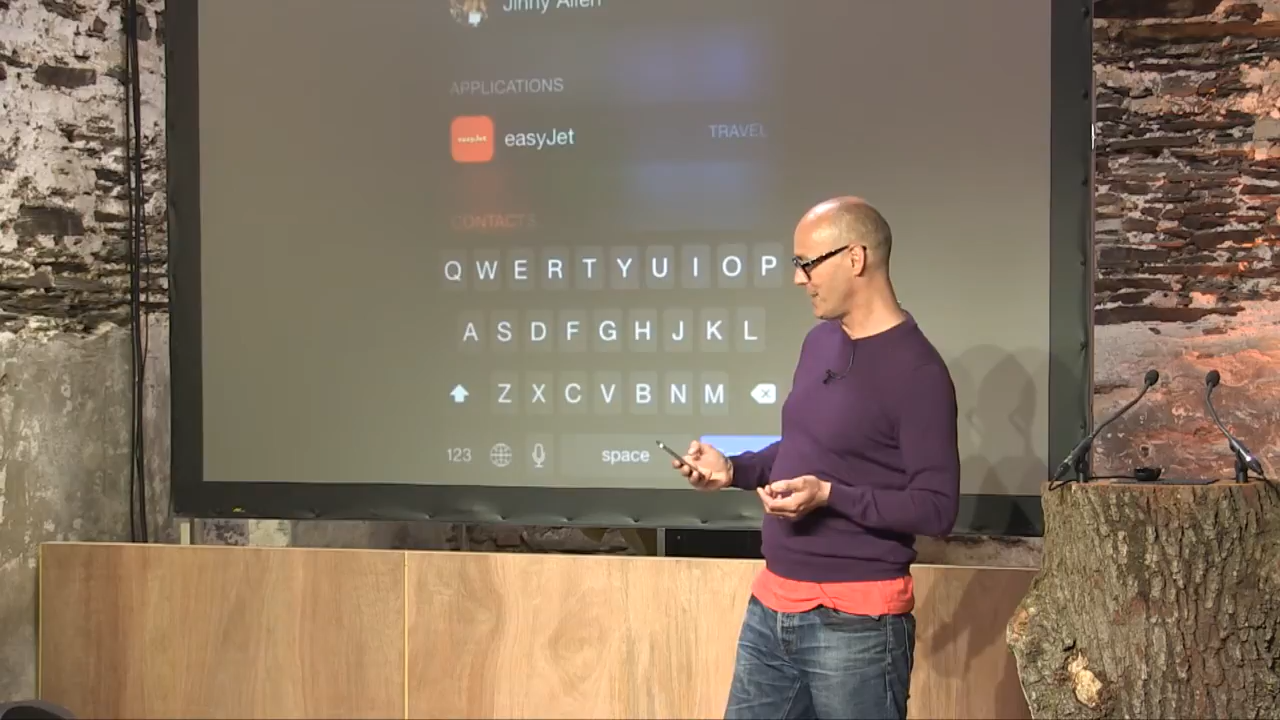 Jinny Allen
APPLICATIONS
easyJet
easyJet
TRAVEL
CONTACTS
Q W E R T Y U I O P
A S D F G H J K L
Z X C V B N M
123
space